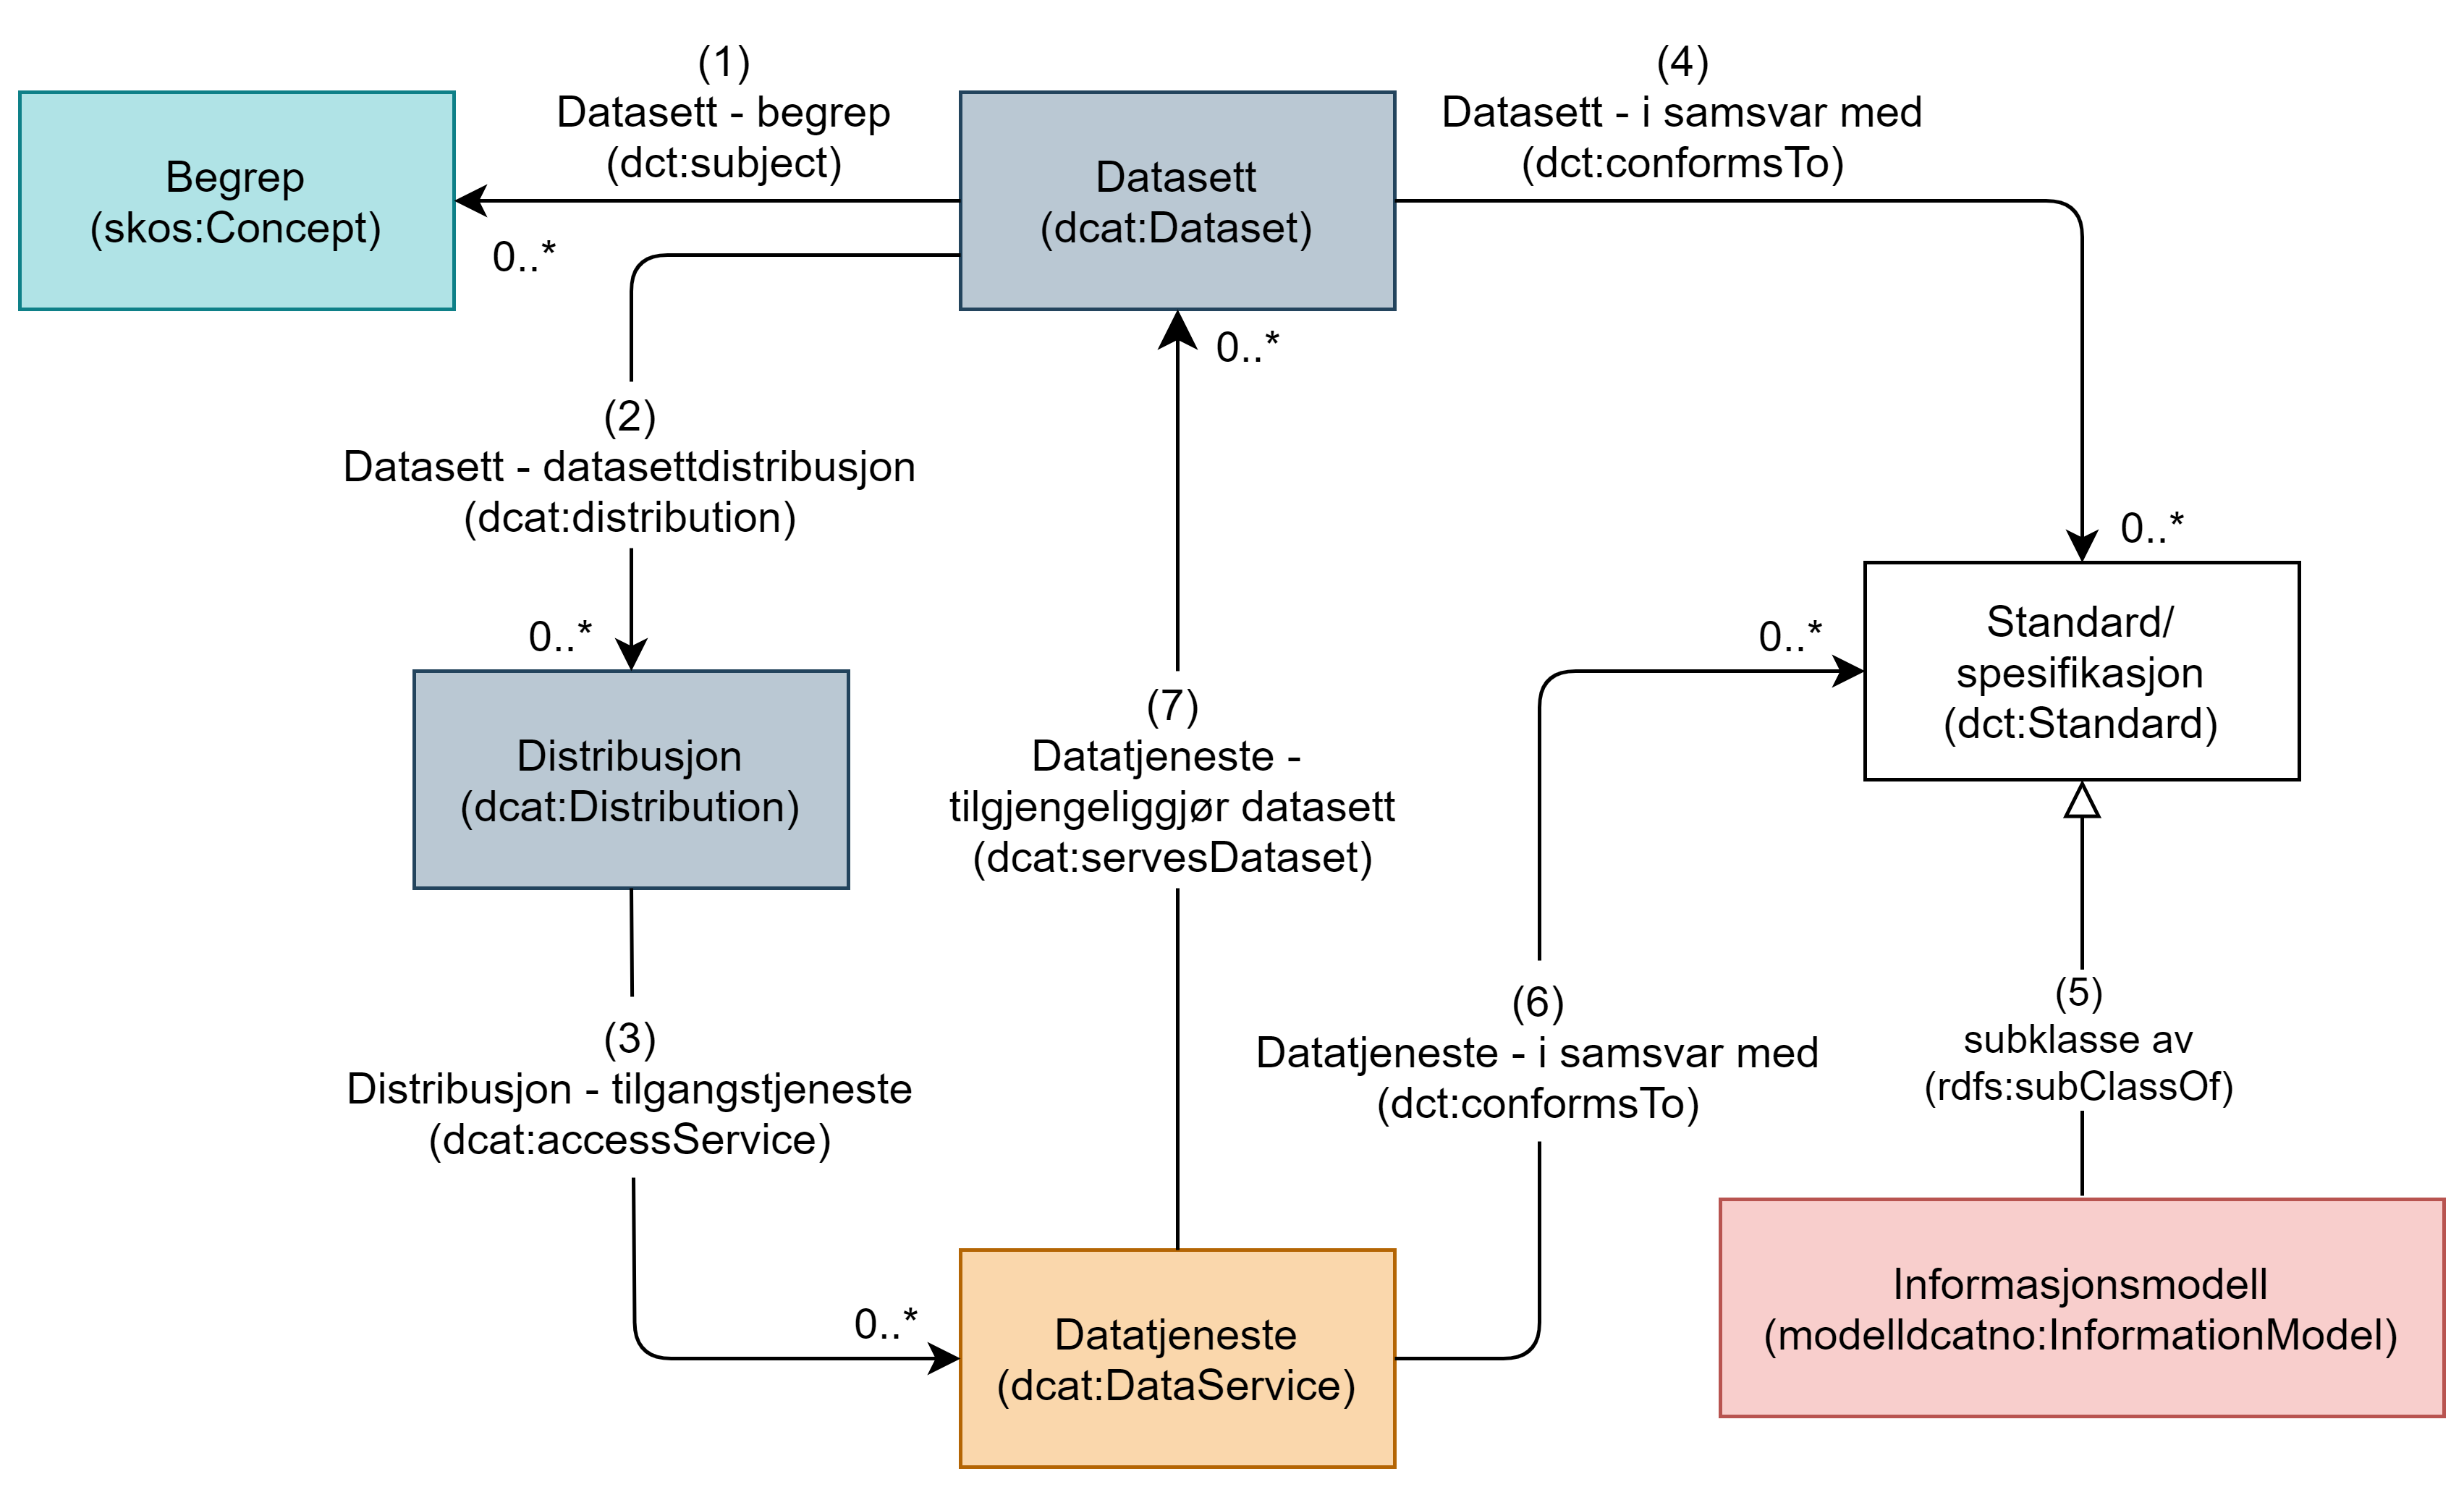 (1)
Datasett - begrep
(dct:subject)
(4)
Datasett - i samsvar med
(dct:conformsTo)
Begrep
(skos:Concept)
Datasett
(dcat:Dataset)
0..*
0..*
(2)
Datasett - datasettdistribusjon
(dcat:distribution)
0..*
0..*
0..*
Standard/
spesifikasjon
(dct:Standard)
Distribusjon
(dcat:Distribution)
(7)
Datatjeneste -
tilgjengeliggjør datasett
(dcat:servesDataset)
(3)
Distribusjon - tilgangstjeneste
(dcat:accessService)
(6)
Datatjeneste - i samsvar med
(dct:conformsTo)
(5)
subklasse av
(rdfs:subClassOf)
0..*
Datatjeneste
(dcat:DataService)
Informasjonsmodell
(modelldcatno:InformationModel)